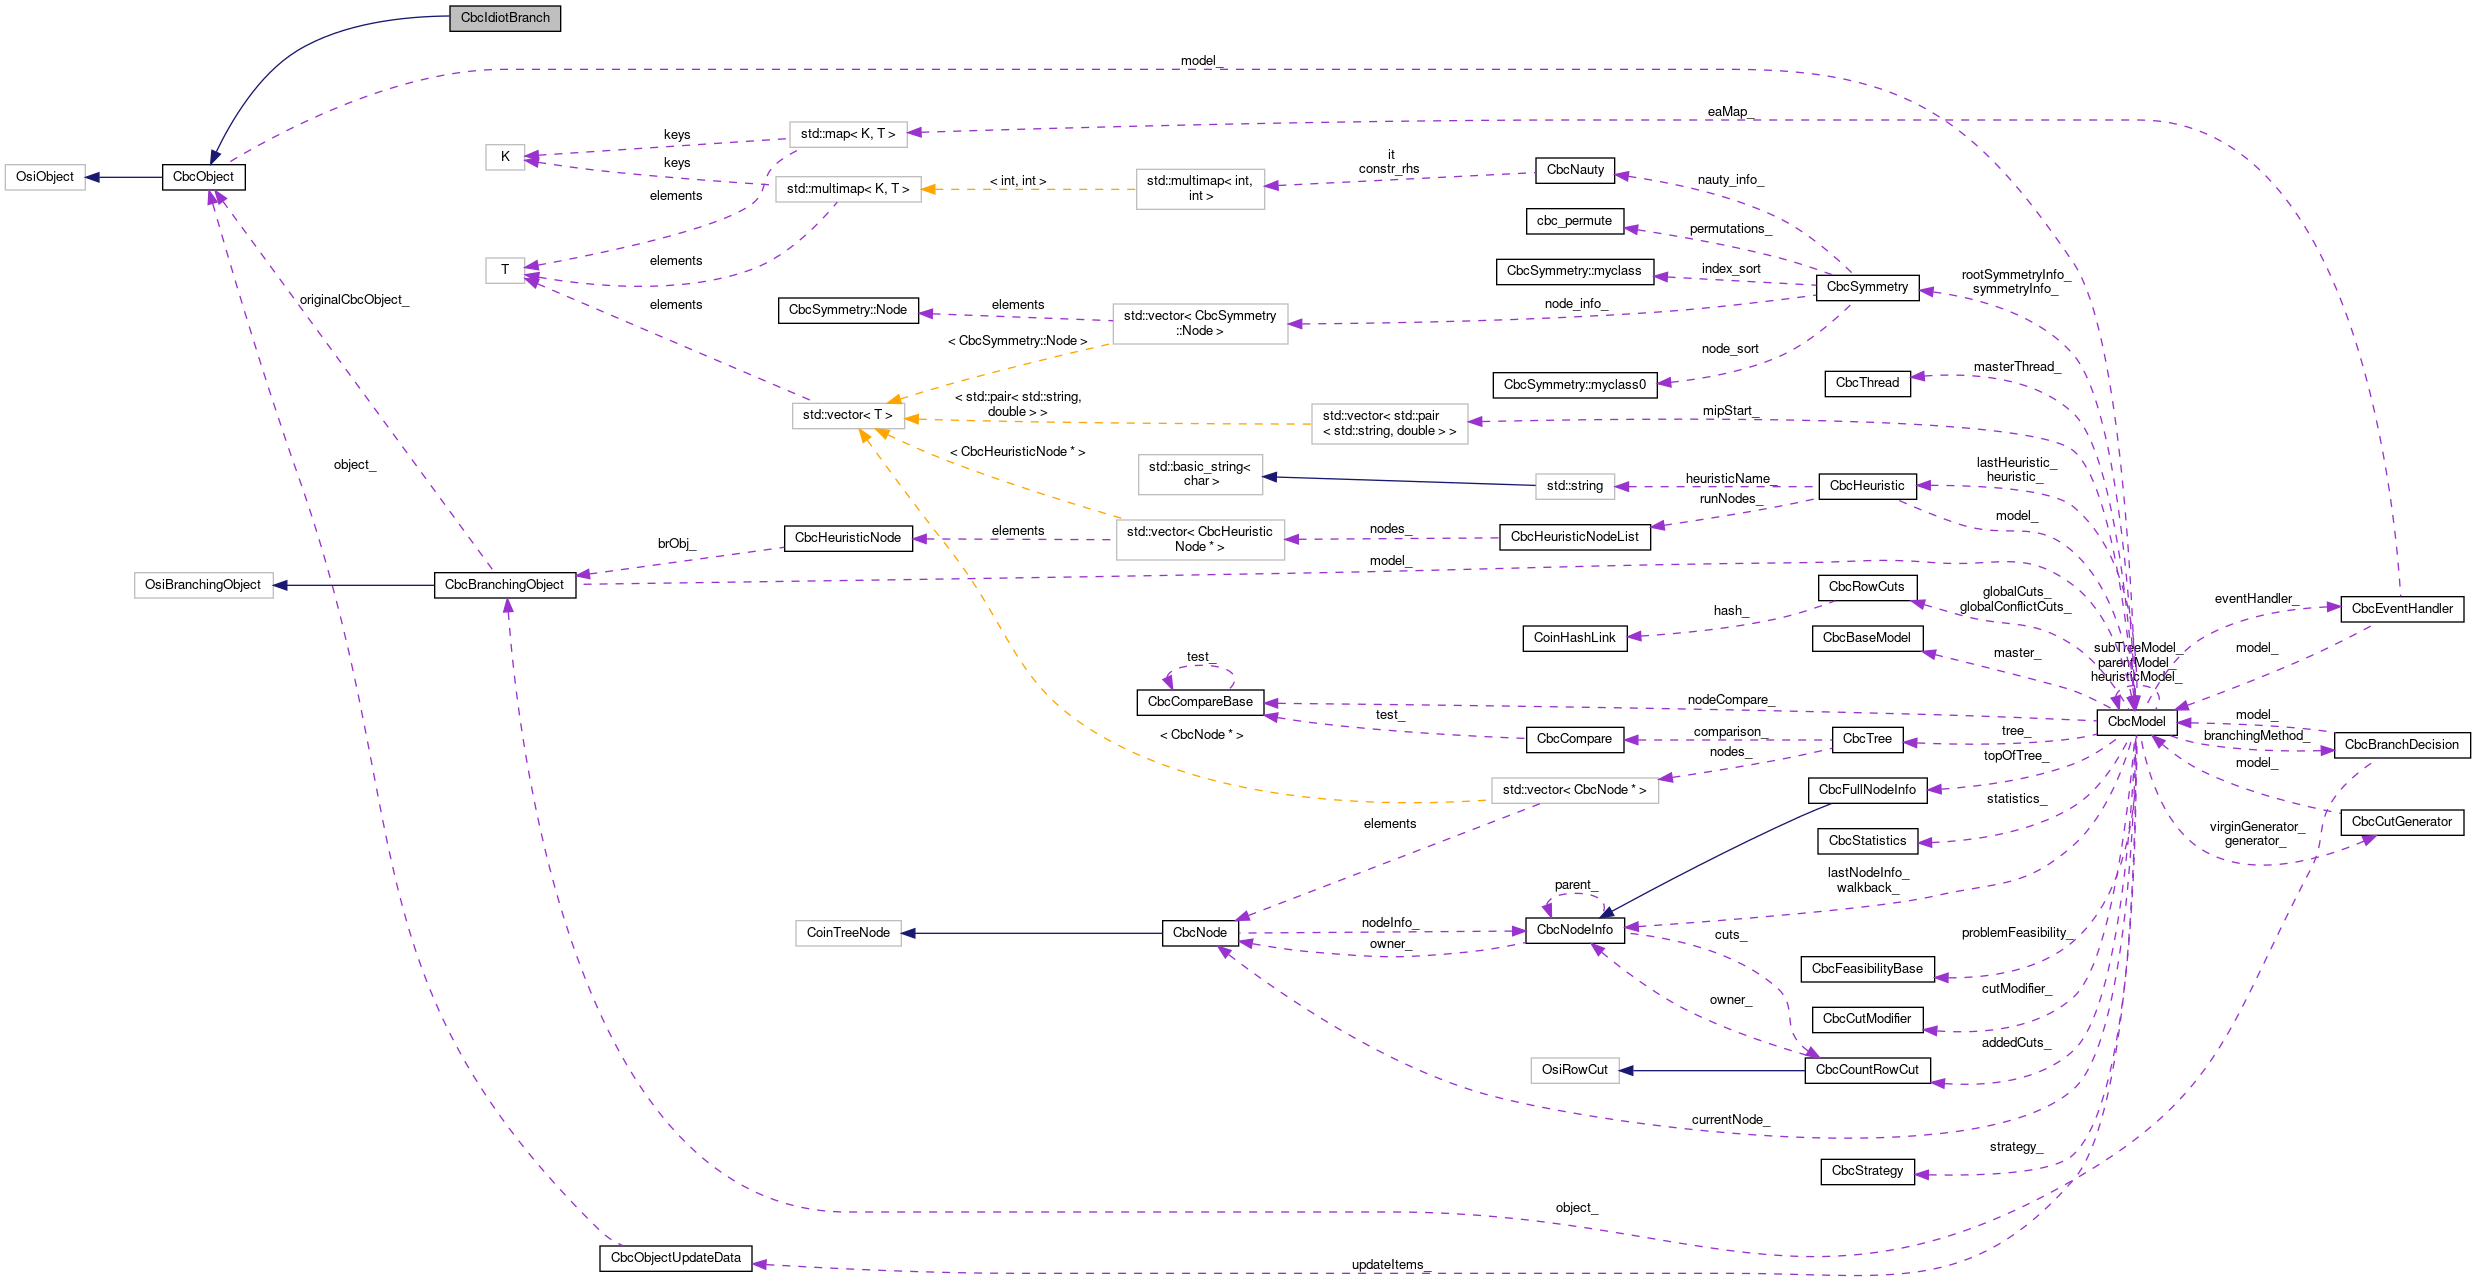 CbcIdiotBranch
model_
eaMap_
std::map< K, T >
keys
K
it
constr_rhs
CbcNauty
keys
OsiObject
CbcObject
std::multimap< K, T >
< int, int >
std::multimap< int,
int >
nauty_info_
elements
cbc_permute
permutations_
elements
T
CbcSymmetry::myclass
index_sort
CbcSymmetry
rootSymmetryInfo_
symmetryInfo_
originalCbcObject_
elements
CbcSymmetry::Node
elements
std::vector< CbcSymmetry
::Node >
node_info_
< CbcSymmetry::Node >
node_sort
CbcSymmetry::myclass0
CbcThread
masterThread_
std::vector< T >
< std::pair< std::string,
double > >
std::vector< std::pair
< std::string, double > >
mipStart_
object_
< CbcHeuristicNode * >
std::basic_string<
char >
std::string
heuristicName_
CbcHeuristic
lastHeuristic_
heuristic_
runNodes_
model_
CbcHeuristicNode
elements
std::vector< CbcHeuristic
Node * >
nodes_
CbcHeuristicNodeList
brObj_
OsiBranchingObject
CbcBranchingObject
model_
CbcRowCuts
globalCuts_
globalConflictCuts_
eventHandler_
CbcEventHandler
hash_
CoinHashLink
CbcBaseModel
master_
subTreeModel_
parentModel_
heuristicModel_
model_
test_
CbcCompareBase
nodeCompare_
CbcModel
test_
CbcCompare
comparison_
CbcTree
tree_
model_
branchingMethod_
CbcBranchDecision
< CbcNode * >
nodes_
topOfTree_
model_
std::vector< CbcNode * >
CbcFullNodeInfo
statistics_
elements
CbcStatistics
virginGenerator_
generator_
CbcCutGenerator
parent_
lastNodeInfo_
walkback_
CoinTreeNode
CbcNode
nodeInfo_
owner_
CbcNodeInfo
cuts_
problemFeasibility_
CbcFeasibilityBase
owner_
cutModifier_
CbcCutModifier
addedCuts_
OsiRowCut
CbcCountRowCut
currentNode_
strategy_
CbcStrategy
object_
CbcObjectUpdateData
updateItems_